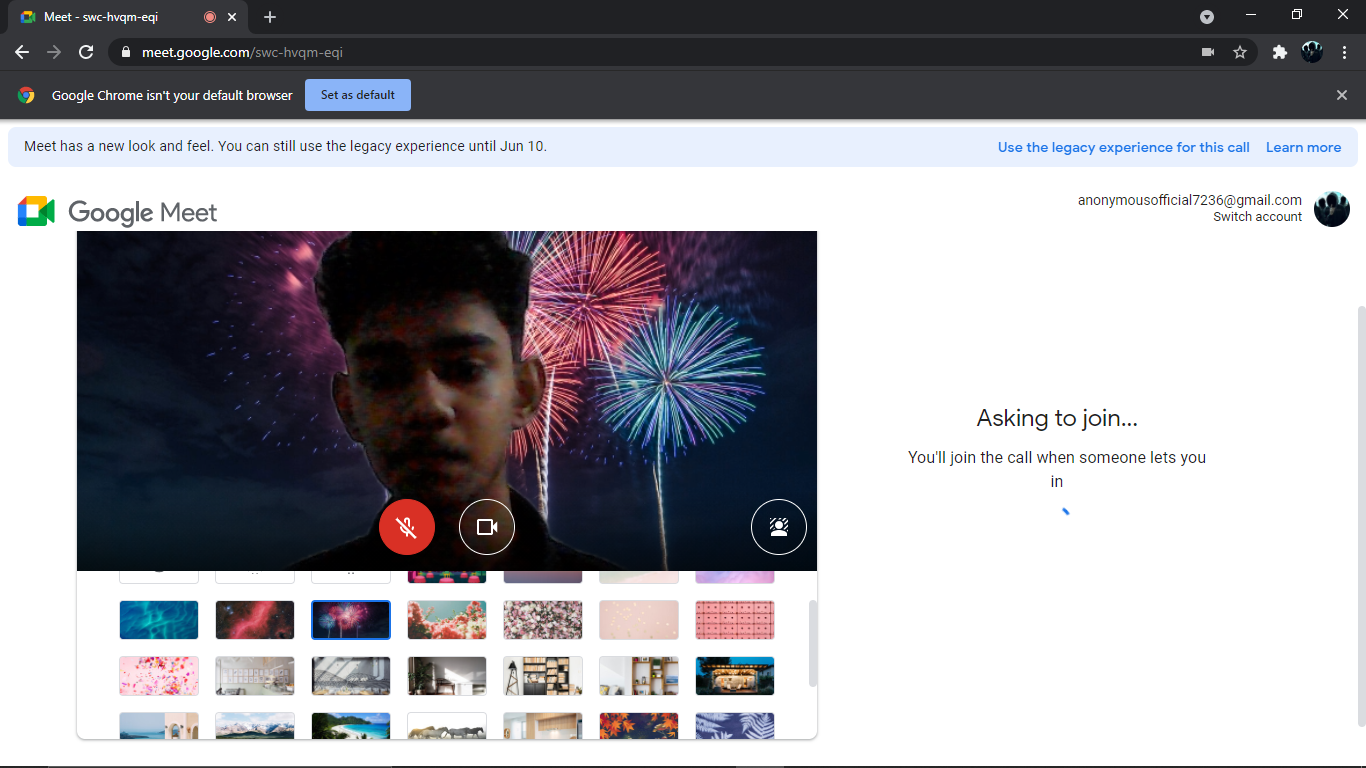 Meet - swc-hvqm-eqi
meet.google.com/swc-hvqm-eqi
Google Chrome isn't your default browser
Set as default
Meet has a new look and feel. You can still use the legacy experience until Jun 10.
Use the legacy experience for this call
Learn more
Google Meet
anonymousofficial7236@gmail.com
Switch account
Asking to join...
You'll join the call when someone lets you
in